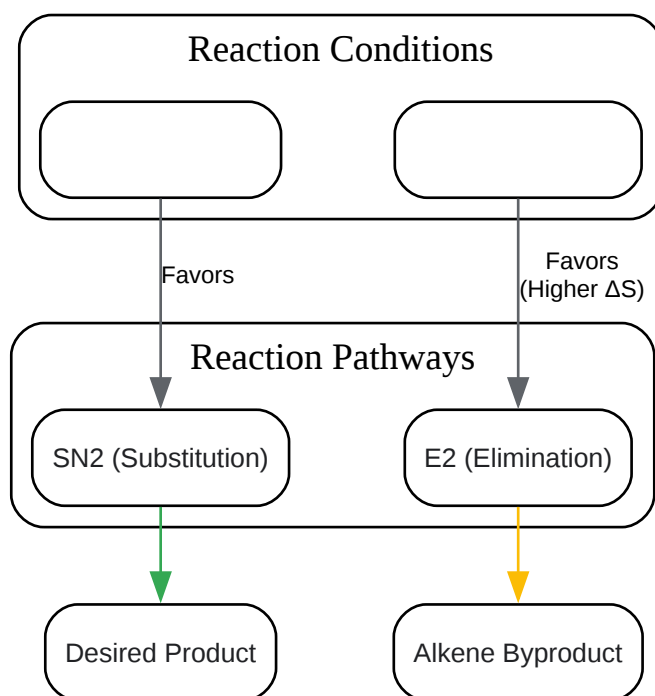 Reaction Conditions
Favors
Favors
(Higher ΔS)
Reaction Pathways
SN2 (Substitution)
E2 (Elimination)
Desired Product
Alkene Byproduct